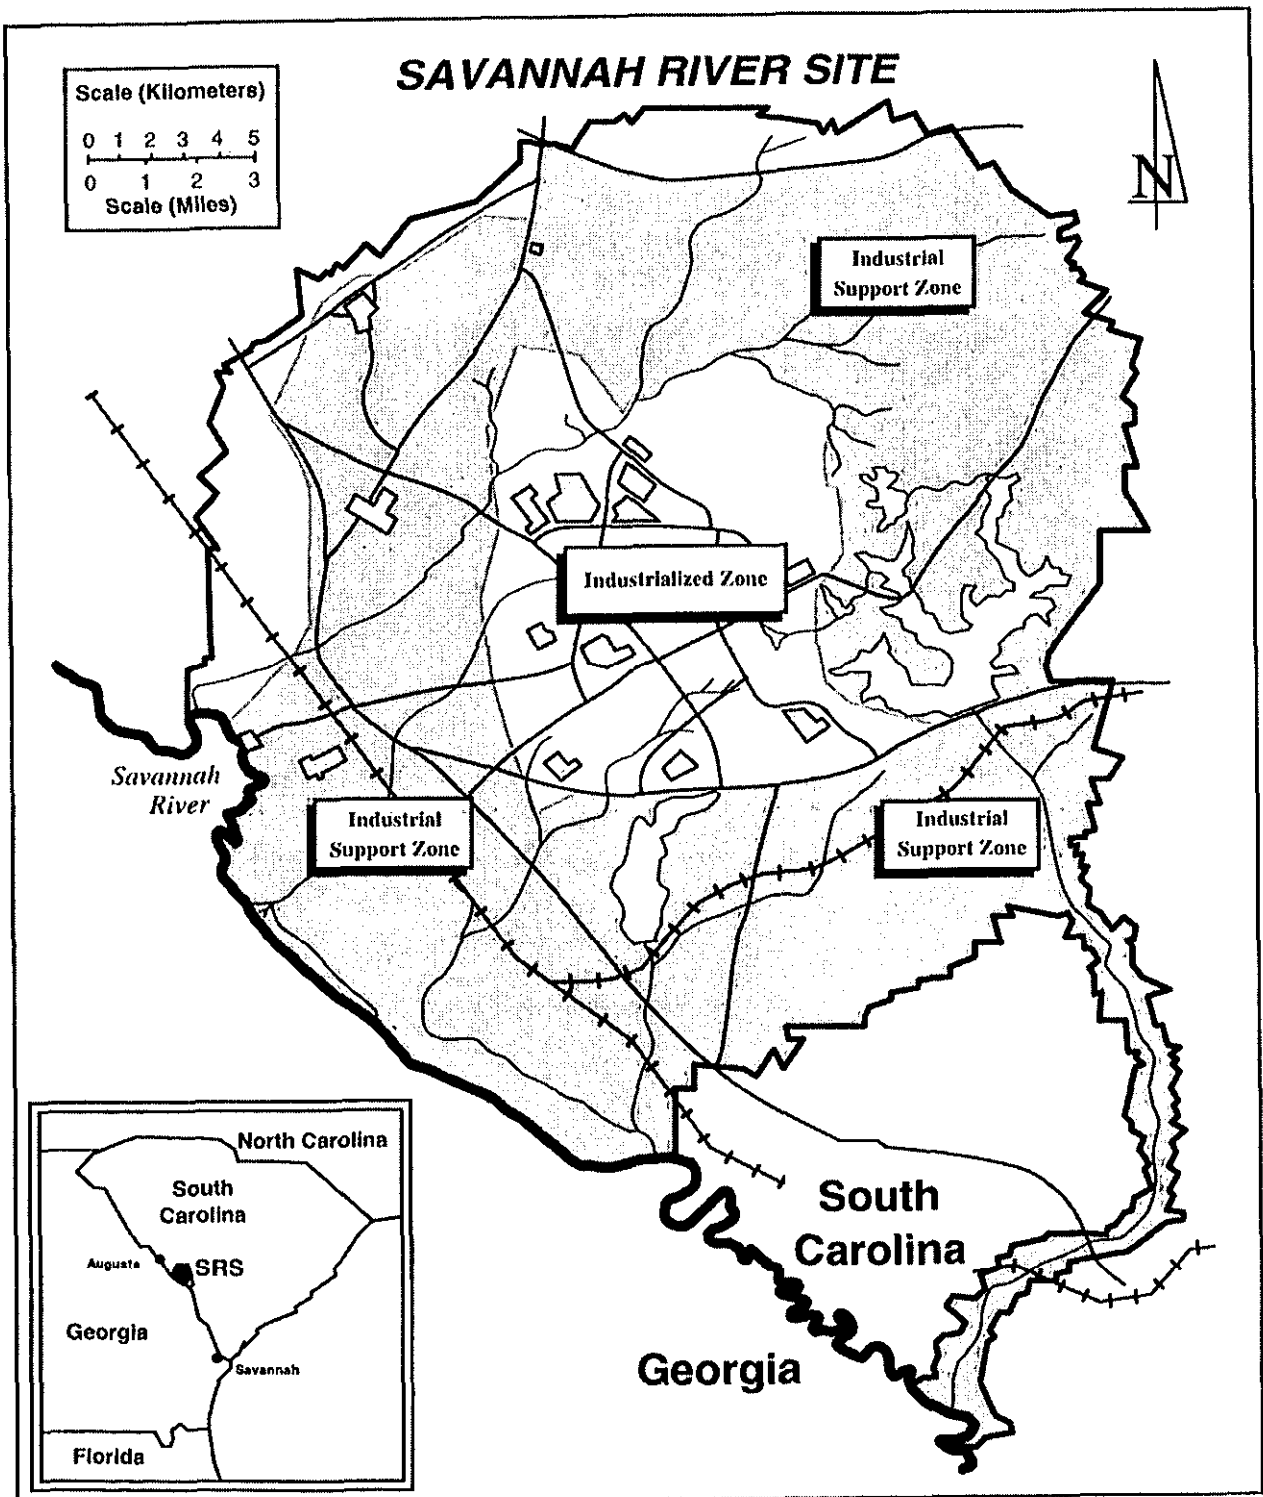 SAVANNAH RIVER SITE
Scale (Kilometers)
0 1 2 3 4 5
0 1 2 3
Scale (Miles)
N
Industrial
Support Zone
Industrialized Zone
Savannah
River
Industrial
Support Zone
Industrial
Support Zone
South
Carolina
Georgia
North Carolina
South
Carolina
Augusta
SRS
Georgia
Savannah
Florida